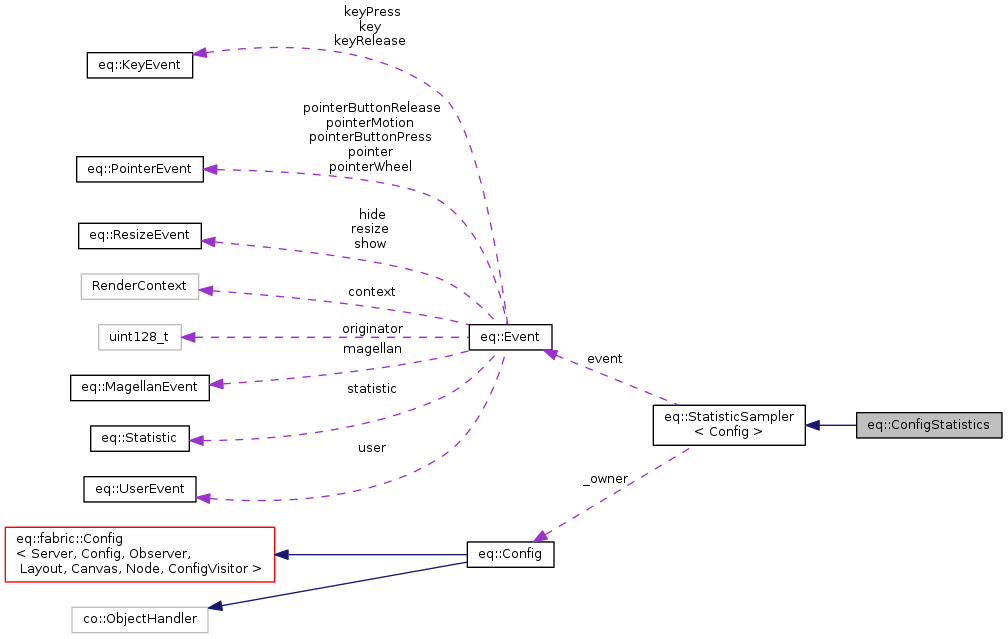 keyPress
key
keyRelease
eq::KeyEvent
pointerButtonRelease
pointerMotion
pointerButtonPress
pointer
pointerWheel
eq::PointerEvent
hide
resize
show
eq::ResizeEvent
RenderContext
context
uint128_t
originator
eq::Event
magellan
event
eq::MagellanEvent
statistic
eq::StatisticSampler
< Config >
eq::ConfigStatistics
eq::Statistic
user
eq::UserEvent
_owner
eq::fabric::Config
< Server, Config, Observer,
Layout, Canvas, Node, ConfigVisitor >
eq::Config
co::ObjectHandler